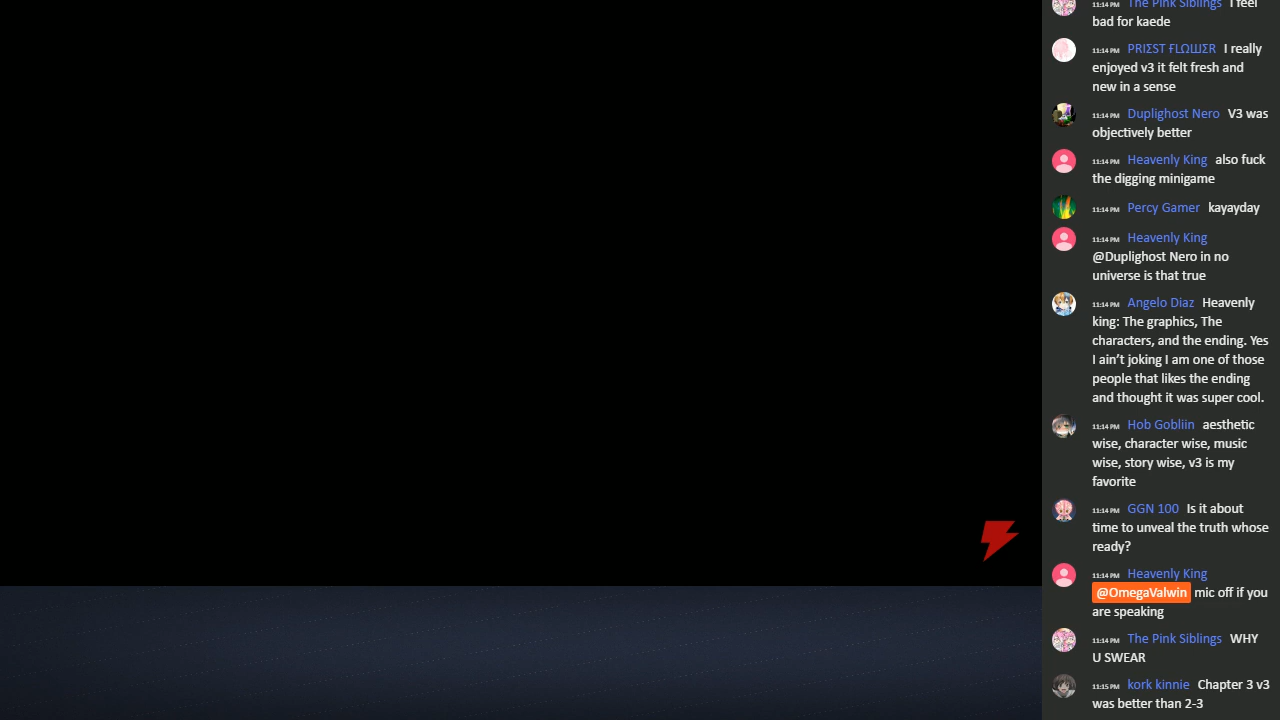 11:14 PM The Pink Siblings I feel
bad for kaede
11:14 PM PRIΣST ҒLΩШΣR I really
enjoyed v3 it felt fresh and
new in a sense
11:14 PM Duplighost Nero V3 was
objectively better
11:14 PM Heavenly King also fuck
the digging minigame
11:14 PM Percy Gamer kayayday
11:14 PM Heavenly King
@Duplighost Nero in no
universe is that true
11:14 PM Angelo Diaz Heavenly
king: The graphics, The
characters, and the ending. Yes
I ain’t joking I am one of those
people that likes the ending
and thought it was super cool.
11:14 PM Hob Gobliin aesthetic
wise, character wise, music
wise, story wise, v3 is my
favorite
11:14 PM GGN 100 Is it about
time to unveal the truth whose
ready?
11:14 PM Heavenly King
@OmegaValwin mic off if you
are speaking
11:14 PM The Pink Siblings WHY
U SWEAR
11:15 PM kork kinnie Chapter 3 v3
was better than 2-3